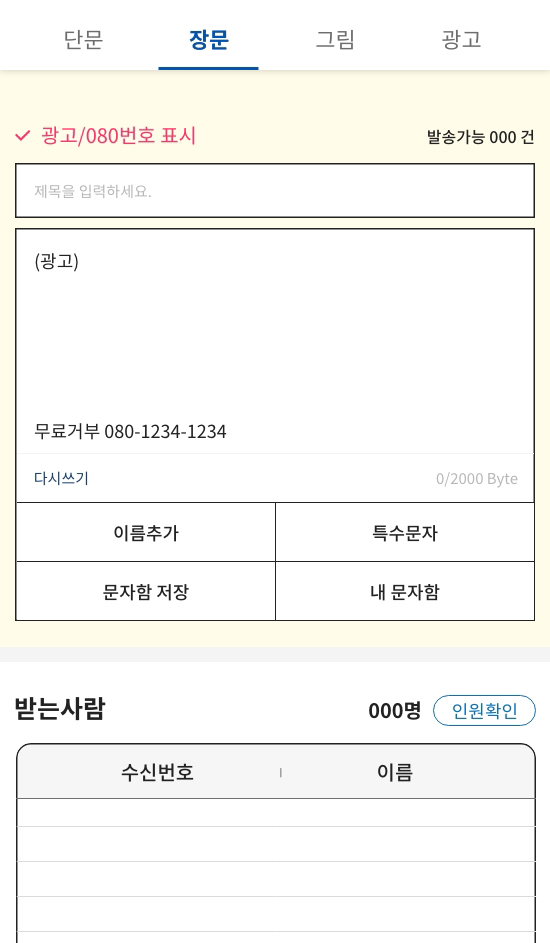 단문 장문 그림 광고
광고/080번호 표시 발송가능 000 건
제목을 입력하세요.
(광고)
무료거부 080-1234-1234
다시쓰기 0/2000 Byte
이름추가 특수문자
문자함 저장 내 문자함
받는사람 000명 인원확인
수신번호 이름